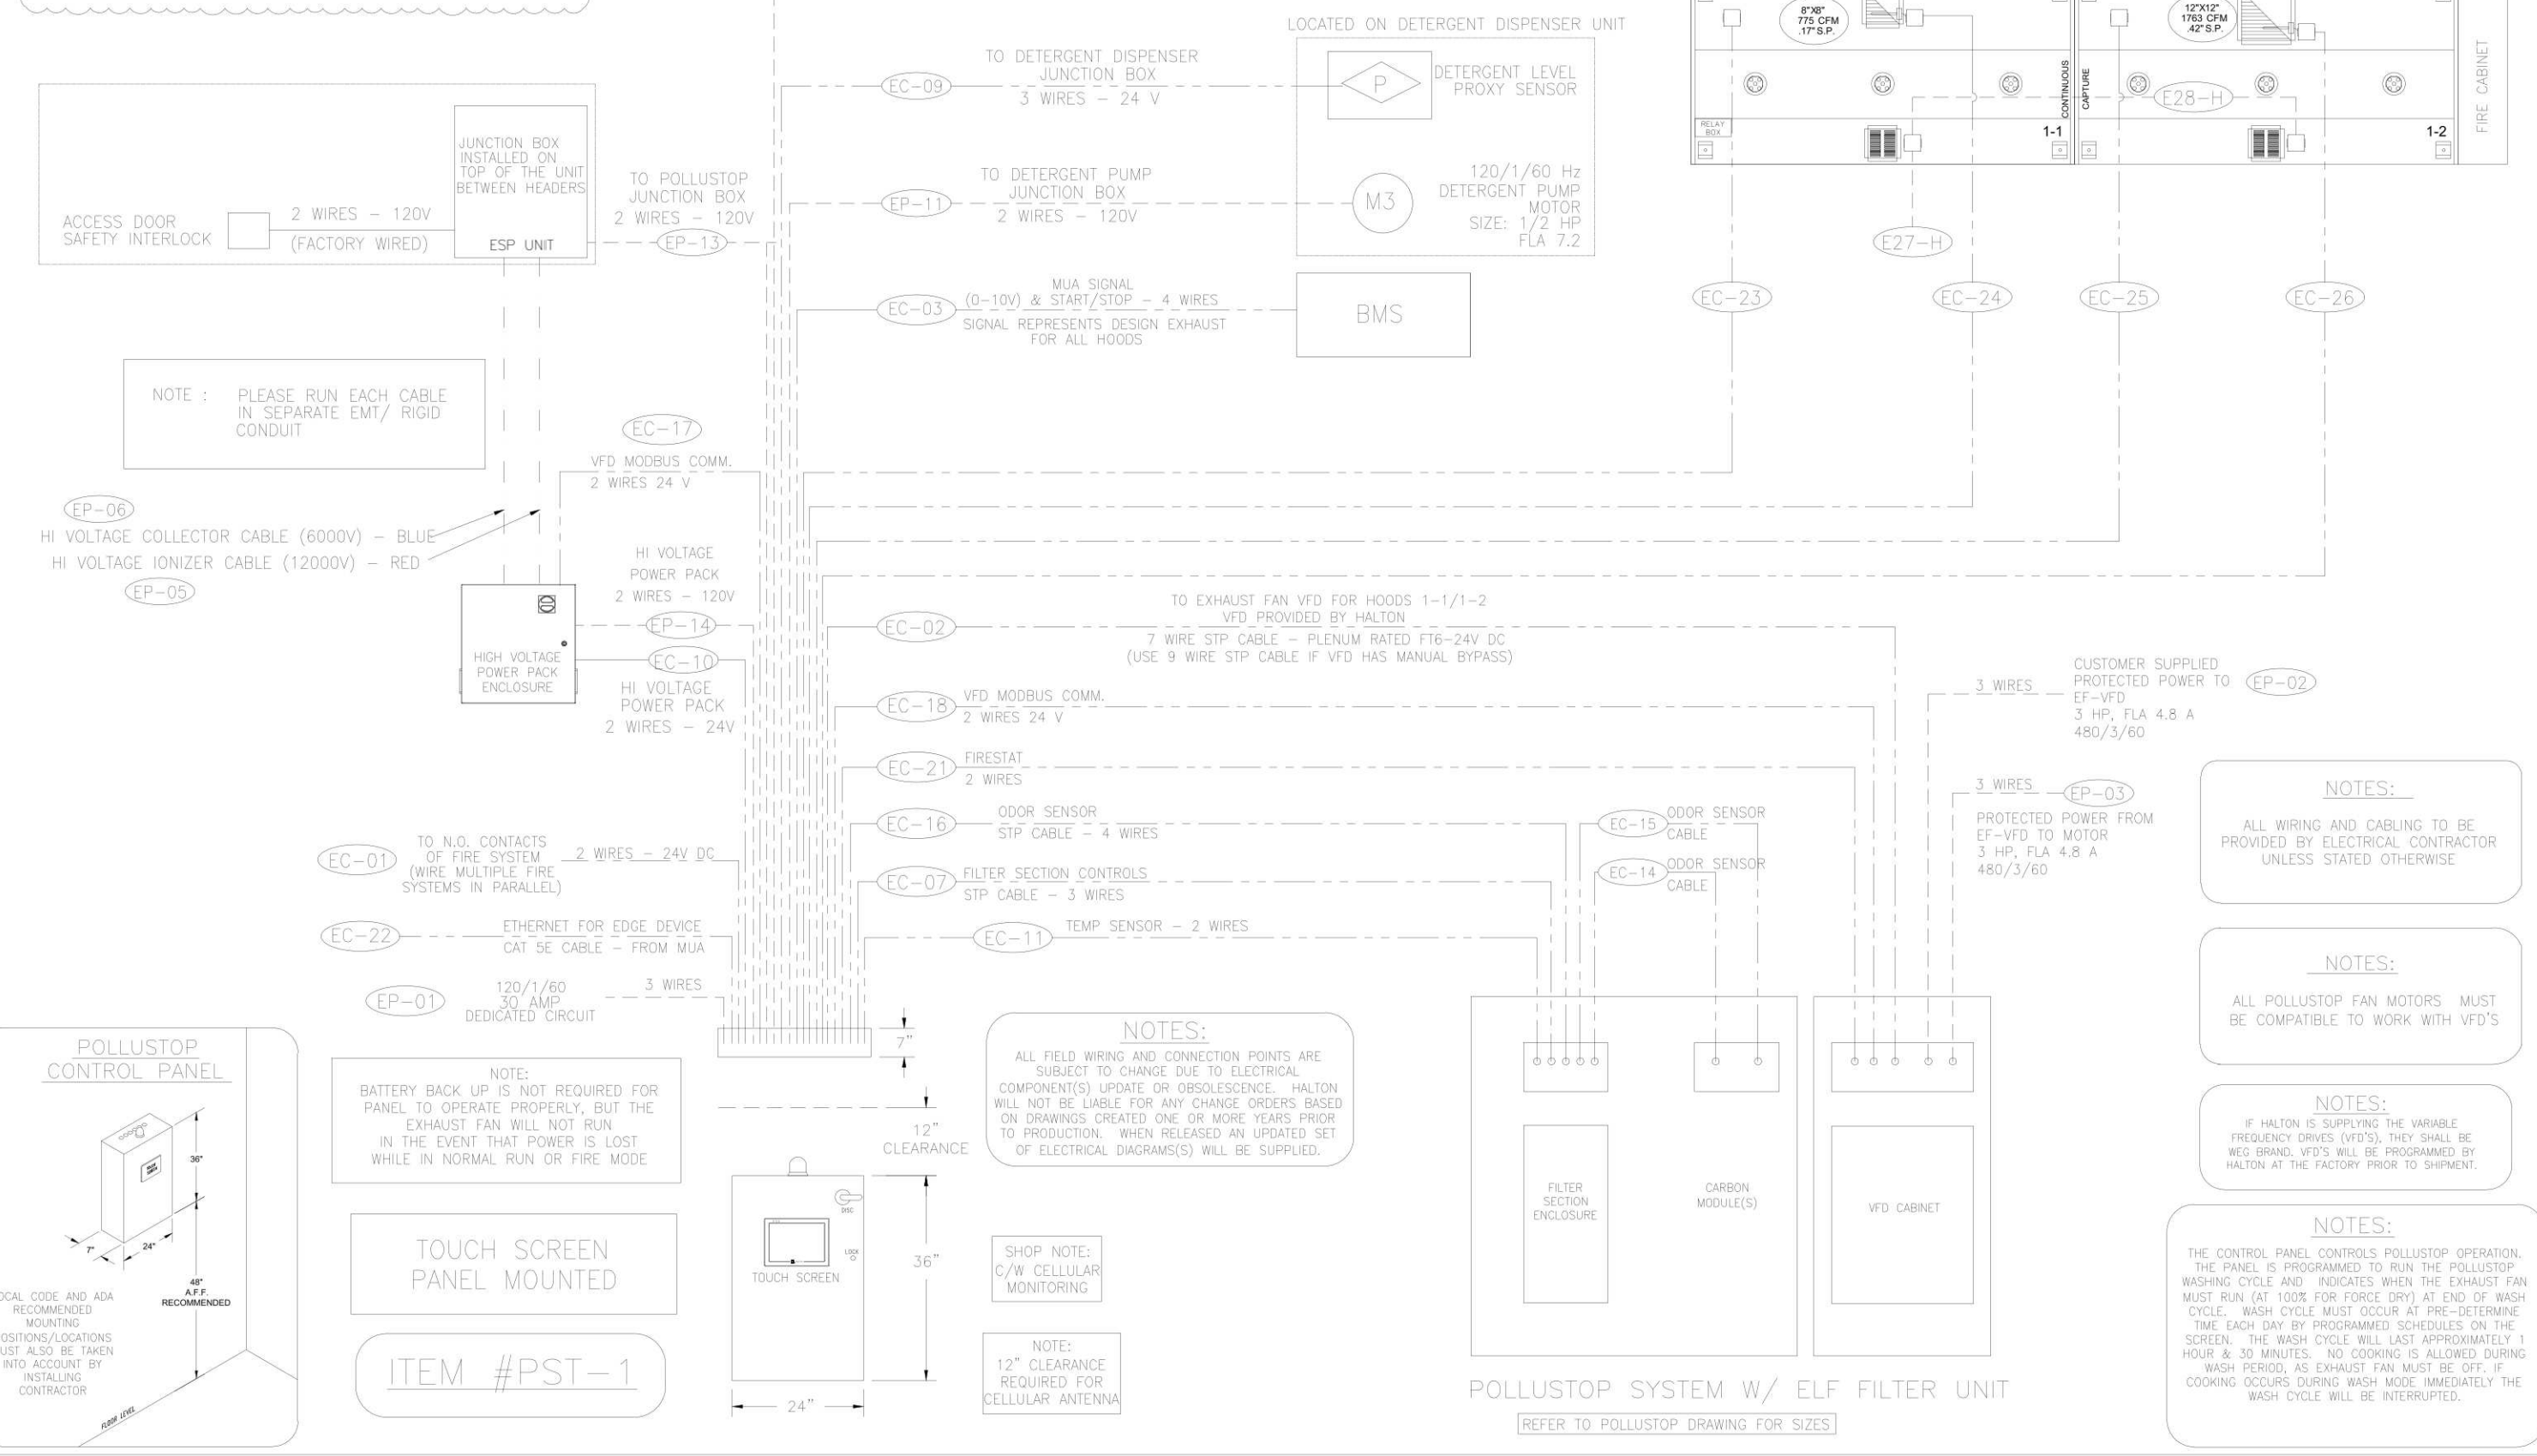 LOCATED ON DETERGENT DISPENSER UNIT
EC-09
TO DETERGENT DISPENSER
JUNCTION BOX
3 WIRES - 24 V
P
DETERGENT LEVEL
PROXY SENSOR
EP-11
TO DETERGENT PUMP
JUNCTION BOX
2 WIRES - 120V
M3
120/1/60 Hz
DETERGENT PUMP
MOTOR
SIZE: 1/2 HP
FLA 7.2
EC-03
MUA SIGNAL
(0-10V) & START/STOP - 4 WIRES
SIGNAL REPRESENTS DESIGN EXHAUST
FOR ALL HOODS
BMS
8"X8"
775 CFM
.17" S.P.
12"X12"
1763 CFM
.42" S.P.
CONTINUOUS
CAPTURE
FIRE CABINET
RELAY
BOX
1-1
1-2
E28-H
E27-H
EC-23
EC-24
EC-25
EC-26
ACCESS DOOR
SAFETY INTERLOCK
2 WIRES - 120V
(FACTORY WIRED)
JUNCTION BOX
INSTALLED ON
TOP OF THE UNIT
BETWEEN HEADERS
ESP UNIT
TO POLLUSTOP
JUNCTION BOX
2 WIRES - 120V
EP-13
NOTE : PLEASE RUN EACH CABLE
IN SEPARATE EMT/ RIGID
CONDUIT
EC-17
VFD MODBUS COMM.
2 WIRES 24 V
EP-06
HI VOLTAGE COLLECTOR CABLE (6000V) - BLUE
HI VOLTAGE IONIZER CABLE (12000V) - RED
EP-05
HI VOLTAGE
POWER PACK
2 WIRES - 120V
EP-14
EC-10
HI VOLTAGE
POWER PACK
2 WIRES - 24V
HIGH VOLTAGE
POWER PACK
ENCLOSURE
EC-02
TO EXHAUST FAN VFD FOR HOODS 1-1/1-2
VFD PROVIDED BY HALTON
7 WIRE STP CABLE - PLENUM RATED FT6-24V DC
(USE 9 WIRE STP CABLE IF VFD HAS MANUAL BYPASS)
EC-18
VFD MODBUS COMM.
2 WIRES 24 V
EC-21
FIRESTAT
2 WIRES
EC-16
ODOR SENSOR
STP CABLE - 4 WIRES
EC-15
ODOR SENSOR
CABLE
EC-07
FILTER SECTION CONTROLS
STP CABLE - 3 WIRES
EC-14
ODOR SENSOR
CABLE
EC-11
TEMP SENSOR - 2 WIRES
3 WIRES
CUSTOMER SUPPLIED
PROTECTED POWER TO
EF-VFD
3 HP, FLA 4.8 A
480/3/60
EP-02
3 WIRES
EP-03
PROTECTED POWER FROM
EF-VFD TO MOTOR
3 HP, FLA 4.8 A
480/3/60
EC-01
TO N.O. CONTACTS
OF FIRE SYSTEM
(WIRE MULTIPLE FIRE
SYSTEMS IN PARALLEL)
2 WIRES - 24V DC
EC-22
ETHERNET FOR EDGE DEVICE
CAT 5E CABLE - FROM MUA
EP-01
120/1/60
30 AMP
DEDICATED CIRCUIT
3 WIRES
7"
12"
CLEARANCE
POLLUSTOP
CONTROL PANEL
36"
7"
24"
48"
A.F.F.
RECOMMENDED
OCAL CODE AND ADA
RECOMMENDED
MOUNTING
OSITIONS/LOCATIONS
UST ALSO BE TAKEN
INTO ACCOUNT BY
INSTALLING
CONTRACTOR
FLOOR LEVEL
NOTE:
BATTERY BACK UP IS NOT REQUIRED FOR
PANEL TO OPERATE PROPERLY, BUT THE
EXHAUST FAN WILL NOT RUN
IN THE EVENT THAT POWER IS LOST
WHILE IN NORMAL RUN OR FIRE MODE
TOUCH SCREEN
PANEL MOUNTED
ITEM #PST-1
DISC
LOCK
TOUCH SCREEN
36"
24"
NOTES:
ALL FIELD WIRING AND CONNECTION POINTS ARE
SUBJECT TO CHANGE DUE TO ELECTRICAL
COMPONENT(S) UPDATE OR OBSOLESCENCE. HALTON
WILL NOT BE LIABLE FOR ANY CHANGE ORDERS BASED
ON DRAWINGS CREATED ONE OR MORE YEARS PRIOR
TO PRODUCTION. WHEN RELEASED AN UPDATED SET
OF ELECTRICAL DIAGRAMS(S) WILL BE SUPPLIED.
SHOP NOTE:
C/W CELLULAR
MONITORING
NOTE:
12" CLEARANCE
REQUIRED FOR
CELLULAR ANTENNA
FILTER
SECTION
ENCLOSURE
CARBON
MODULE(S)
VFD CABINET
POLLUSTOP SYSTEM W/ ELF FILTER UNIT
REFER TO POLLUSTOP DRAWING FOR SIZES
NOTES:
ALL WIRING AND CABLING TO BE
PROVIDED BY ELECTRICAL CONTRACTOR
UNLESS STATED OTHERWISE
NOTES:
ALL POLLUSTOP FAN MOTORS MUST
BE COMPATIBLE TO WORK WITH VFD'S
NOTES:
IF HALTON IS SUPPLYING THE VARIABLE
FREQUENCY DRIVES (VFD'S), THEY SHALL BE
WEG BRAND. VFD'S WILL BE PROGRAMMED BY
HALTON AT THE FACTORY PRIOR TO SHIPMENT.
NOTES:
THE CONTROL PANEL CONTROLS POLLUSTOP OPERATION.
THE PANEL IS PROGRAMMED TO RUN THE POLLUSTOP
WASHING CYCLE AND INDICATES WHEN THE EXHAUST FAN
MUST RUN (AT 100% FOR FORCE DRY) AT END OF WASH
CYCLE. WASH CYCLE MUST OCCUR AT PRE-DETERMINE
TIME EACH DAY BY PROGRAMMED SCHEDULES ON THE
SCREEN. THE WASH CYCLE WILL LAST APPROXIMATELY 1
HOUR & 30 MINUTES. NO COOKING IS ALLOWED DURING
WASH PERIOD, AS EXHAUST FAN MUST BE OFF. IF
COOKING OCCURS DURING WASH MODE IMMEDIATELY THE
WASH CYCLE WILL BE INTERRUPTED.